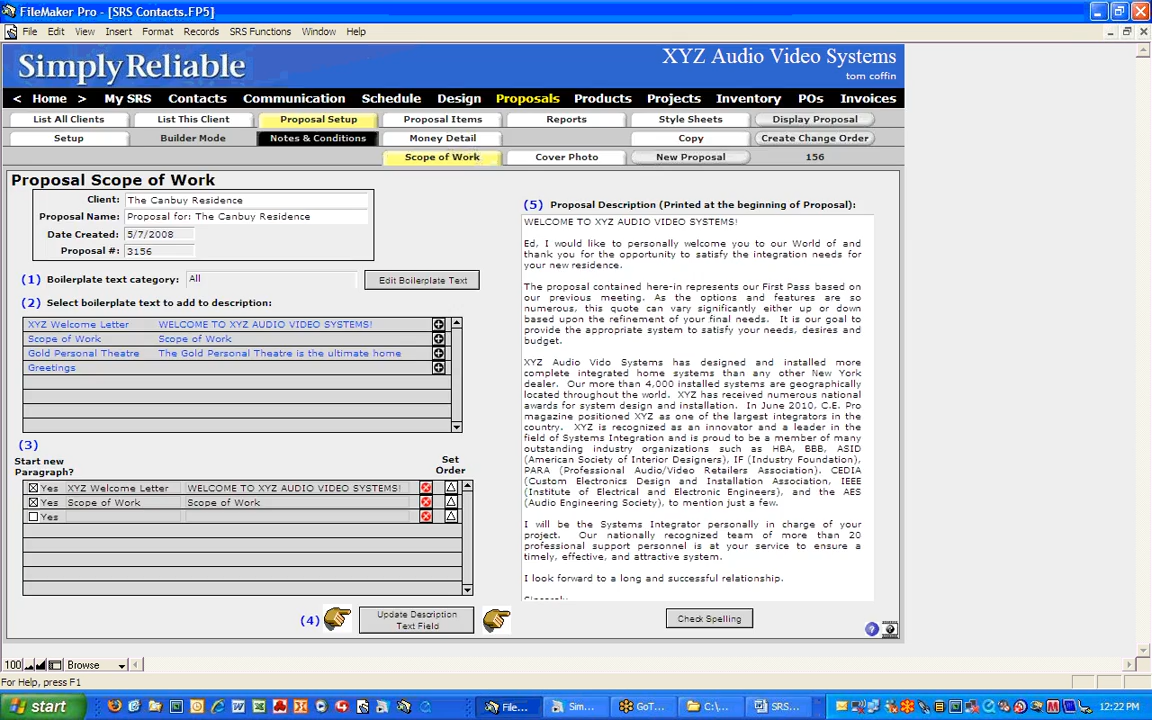 FileMaker Pro - [SRS Contacts.FP5]
File Edit View Insert Format Records SRS Functions Window Help
SimplyReliable
XYZ Audio Video Systems
tom coffin
< Home > My SRS Contacts Communication Schedule Design Proposals Products Projects Inventory POs Invoices
List All Clients List This Client Proposal Setup Proposal Items Reports Style Sheets Display Proposal
Setup Builder Mode Notes & Conditions Money Detail Copy Create Change Order
Scope of Work Cover Photo New Proposal 156
Proposal Scope of Work
Client: The Canbuy Residence
Proposal Name: Proposal for: The Canbuy Residence
Date Created: 5/7/2008
Proposal #: 3156
(1) Boilerplate text category: All Edit Boilerplate Text
(2) Select boilerplate text to add to description:
XYZ Welcome Letter WELCOME TO XYZ AUDIO VIDEO SYSTEMS!
Scope of Work Scope of Work
Gold Personal Theatre The Gold Personal Theatre is the ultimate home
Greetings
(3)
Start new
Paragraph?
Set
Order
Yes XYZ Welcome Letter WELCOME TO XYZ AUDIO VIDEO SYSTEMS!
Yes Scope of Work Scope of Work
Yes
(4) Update Description
Text Field
(5) Proposal Description (Printed at the beginning of Proposal):
WELCOME TO XYZ AUDIO VIDEO SYSTEMS!
Ed, I would like to personally welcome you to our World of and
thank you for the opportunity to satisfy the integration needs for
your new residence.
The proposal contained here-in represents our First Pass based on
our previous meeting. As the options and features are so
numerous, this quote can vary significantly either up or down
based upon the refinement of your final needs. It is our goal to
provide the appropriate system to satisfy your needs, desires and
budget.
XYZ Audio Vido Systems has designed and installed more
complete integrated home systems than any other New York
dealer. Our more than 4,000 installed systems are geographically
located throughout the world. XYZ has received numerous national
awards for system design and installation. In June 2010, C.E. Pro
magazine positioned XYZ as one of the largest integrators in the
country. XYZ is recognized as an innovator and a leader in the
field of Systems Integration and is proud to be a member of many
outstanding industry organizations such as HBA, BBB, ASID
(American Society of Interior Designers), IF (Industry Foundation),
PARA (Professional Audio/Video Retailers Association). CEDIA
(Custom Electronics Design and Installation Association, IEEE
(Institute of Electrical and Electronic Engineers), and the AES
(Audio Engineering Society), to mention just a few.
I will be the Systems Integrator personally in charge of your
project. Our nationally recognized team of more than 20
professional support personnel is at your service to ensure a
timely, effective, and attractive system.
I look forward to a long and successful relationship.
Check Spelling
100 Browse
For Help, press F1
start File... Sim... GoT... C:\... SRS... 12:22 PM